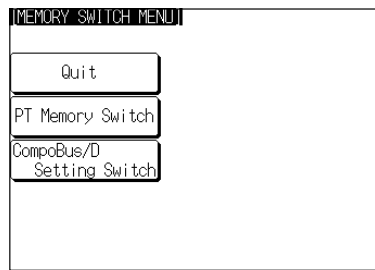 [MEMORY SWITCH MENU]
Quit
PT Memory Switch
CompoBus/D
Setting Switch